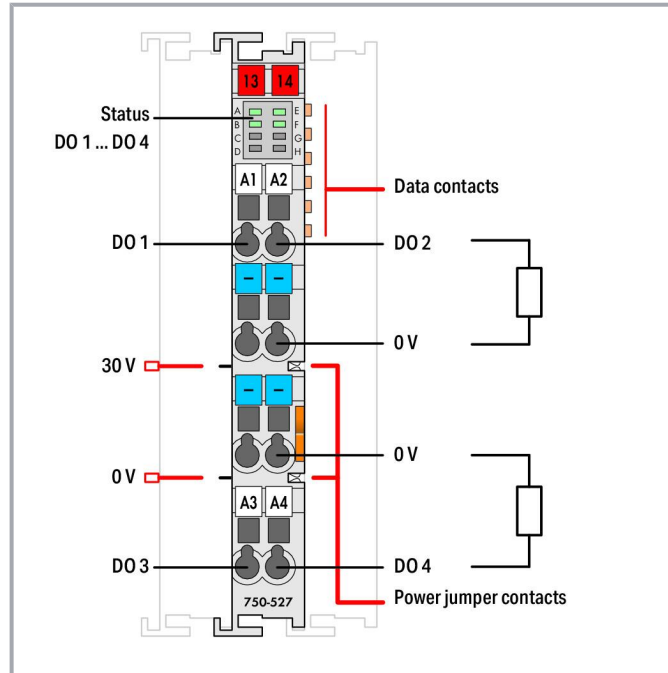 13 14
A E
B F
C G
D H
Status
DO 1 ... DO 4
A1 A2
Data contacts
DO 1
DO 2
– –
0 V
30 V
– –
0 V
0 V
A3 A4
DO 3
DO 4
750-527
Power jumper contacts